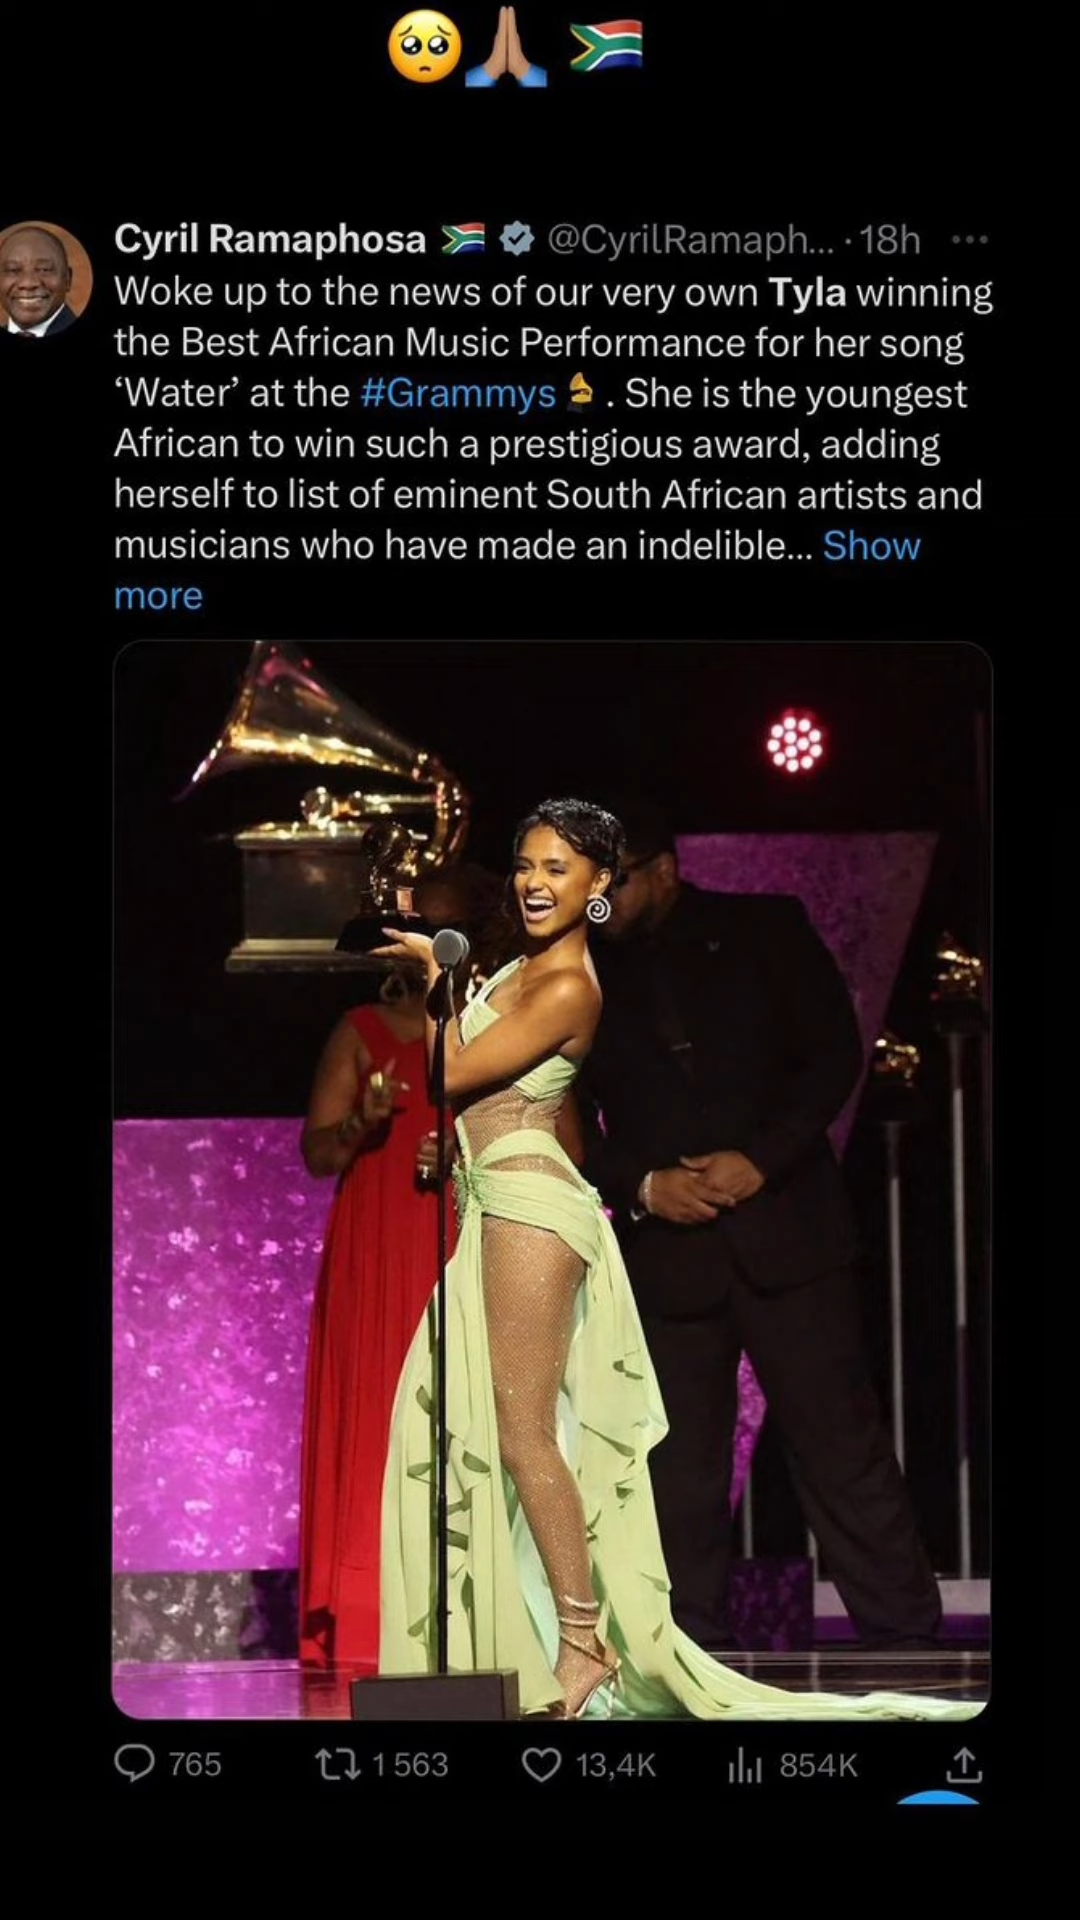 🥺🙏🏽 🇿🇦
Cyril Ramaphosa 🇿🇦 @CyrilRamaph... · 18h ...
Woke up to the news of our very own Tyla winning
the Best African Music Performance for her song
‘Water’ at the #Grammys . She is the youngest
African to win such a prestigious award, adding
herself to list of eminent South African artists and
musicians who have made an indelible... Show
more
765 1 563 13,4K 854K